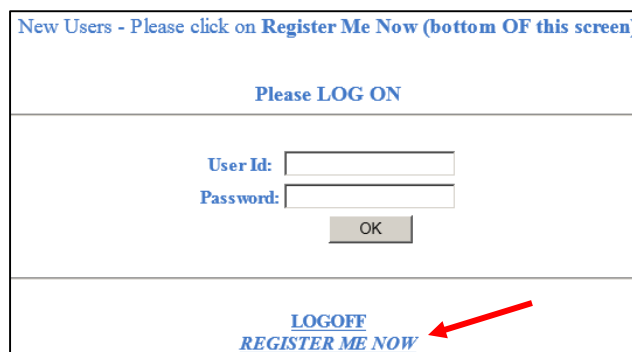 New Users - Please click on Register Me Now (bottom OF this screen)
Please LOG ON
User Id:
Password:
OK
LOGOFF
REGISTER ME NOW